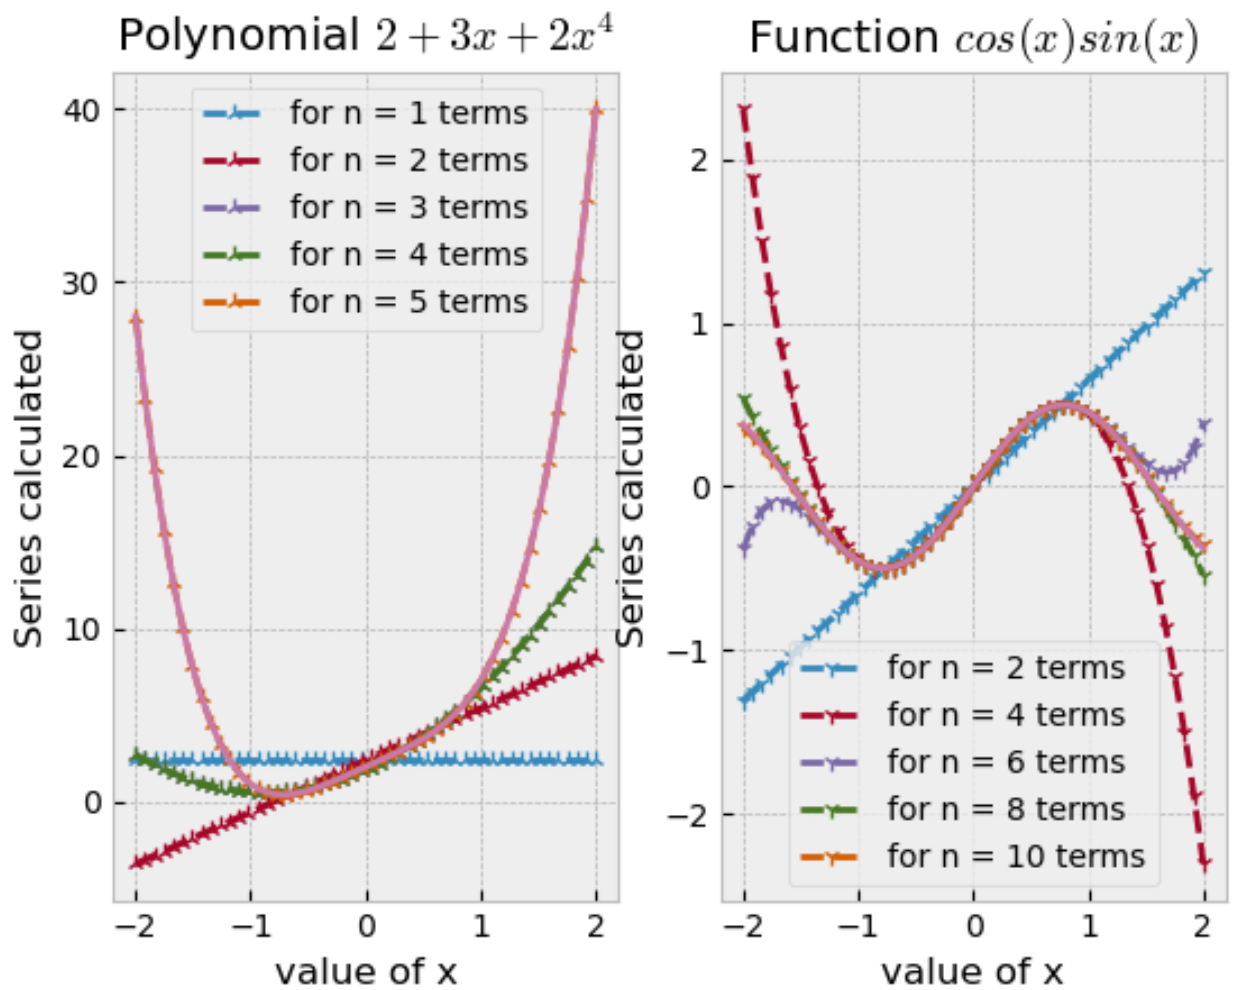 Polynomial 2 + 3x + 2x⁴
for n = 1 terms
for n = 2 terms
for n = 3 terms
for n = 4 terms
for n = 5 terms
40
30
20
10
0
Series calculated
−2
−1
0
1
2
value of x
Function cos(x)sin(x)
2
1
0
−1
−2
Series calculated
for n = 2 terms
for n = 4 terms
for n = 6 terms
for n = 8 terms
for n = 10 terms
−2
−1
0
1
2
value of x